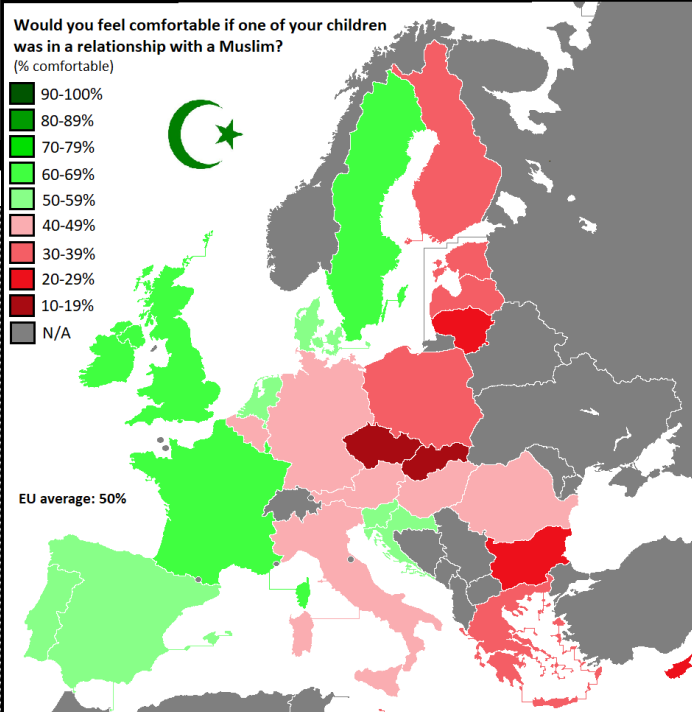 Would you feel comfortable if one of your children
was in a relationship with a Muslim?
(% comfortable)
90-100%
80-89%
70-79%
60-69%
50-59%
40-49%
30-39%
20-29%
10-19%
N/A
EU average: 50%